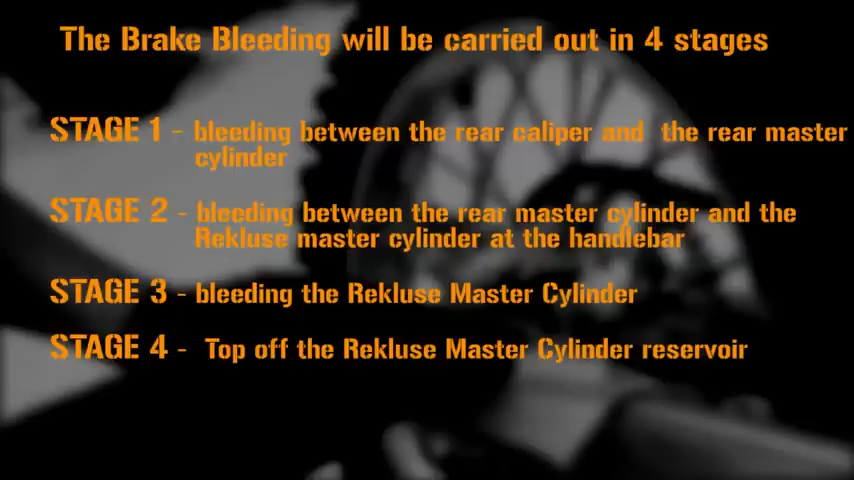 The Brake Bleeding will be carried out in 4 stages
STAGE 1 - bleeding between the rear caliper and the rear master
cylinder
STAGE 2 - bleeding between the rear master cylinder and the
Rekluse master cylinder at the handlebar
STAGE 3 - bleeding the Rekluse Master Cylinder
STAGE 4 - Top off the Rekluse Master Cylinder reservoir